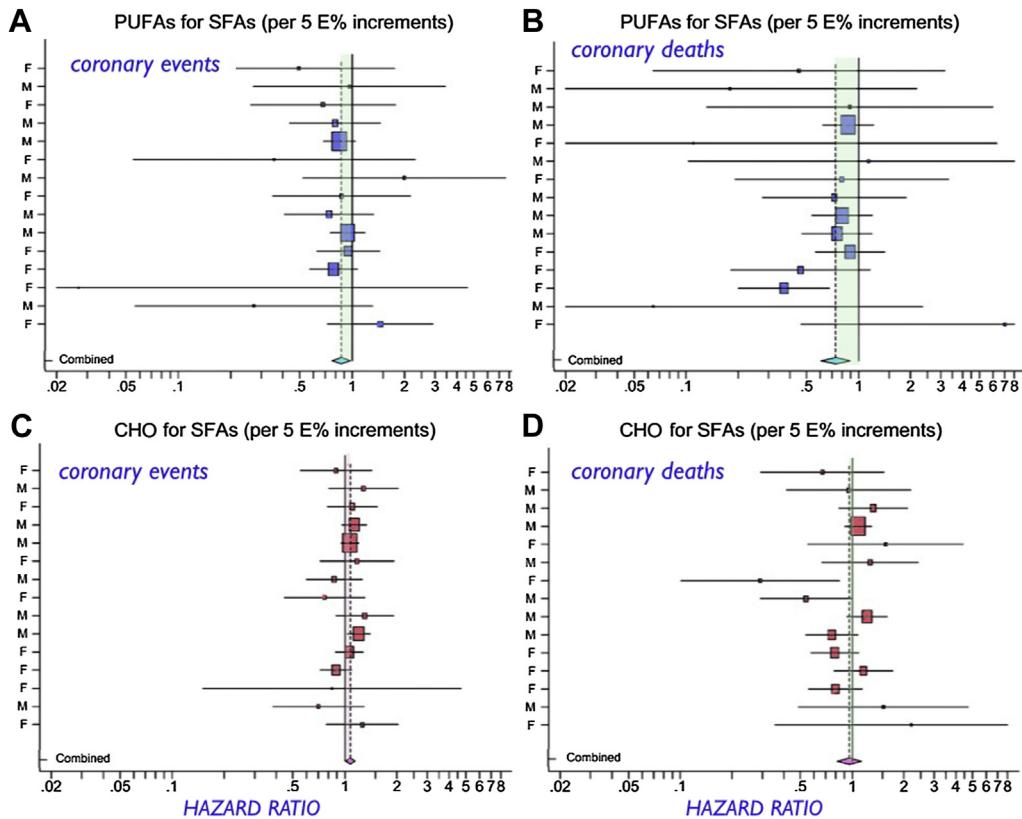 A
PUFAs for SFAs (per 5 E% increments)
coronary events
F
M
F
M
M
F
M
F
M
M
F
F
F
M
F
Combined
.02 .1 .5 1 2 3 4 5 6 7 8
B
PUFAs for SFAs (per 5 E% increments)
coronary deaths
F
M
M
M
F
M
F
M
M
M
F
F
F
M
F
Combined
.02 .1 .5 1 2 3 4 5 6 7 8
C
CHO for SFAs (per 5 E% increments)
coronary events
F
M
F
M
M
F
M
F
M
M
F
F
F
M
F
Combined
.02 .1 .5 1 2 3 4 5 6 7 8
HAZARD RATIO
D
CHO for SFAs (per 5 E% increments)
coronary deaths
F
M
M
M
F
M
F
M
M
M
F
F
F
M
F
Combined
.02 .1 .5 1 2 3 4 5 6 7 8
HAZARD RATIO